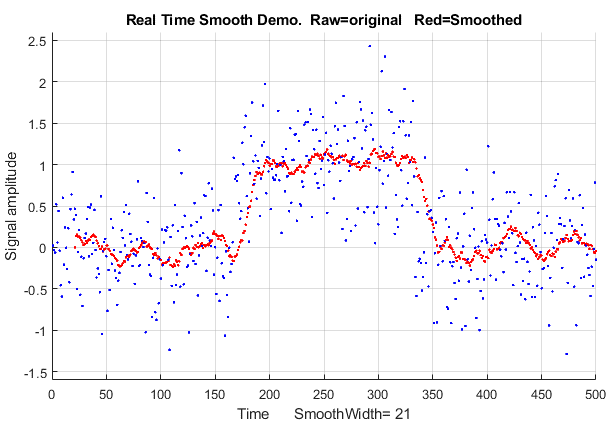 Real Time Smooth Demo.  Raw=original   Red=Smoothed
2.5
2
1.5
1
0.5
0
-0.5
-1
-1.5
Signal amplitude
0 50 100 150 200 250 300 350 400 450 500
Time      SmoothWidth= 21